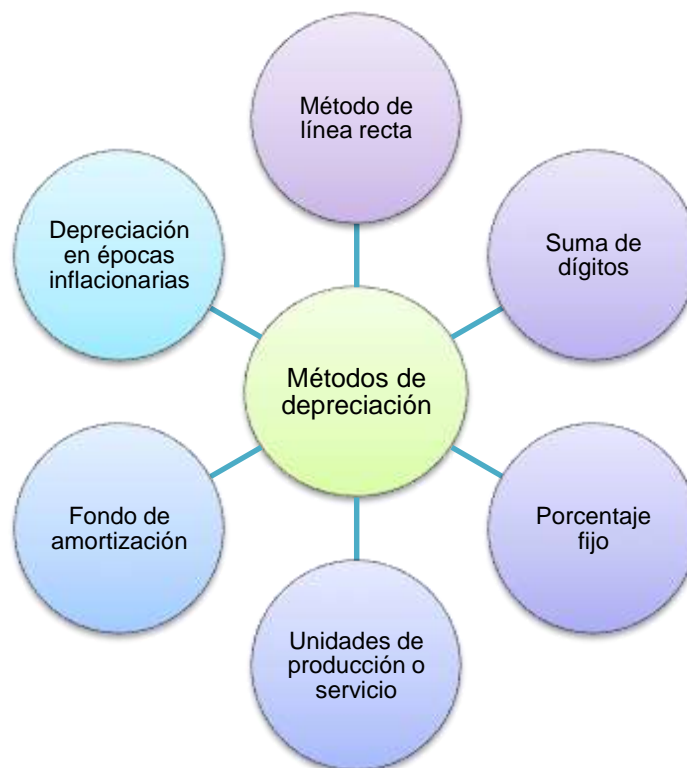 Método de
línea recta
Suma de
dígitos
Porcentaje
fijo
Unidades de
producción o
servicio
Fondo de
amortización
Depreciación
en épocas
inflacionarias
Métodos de
depreciación